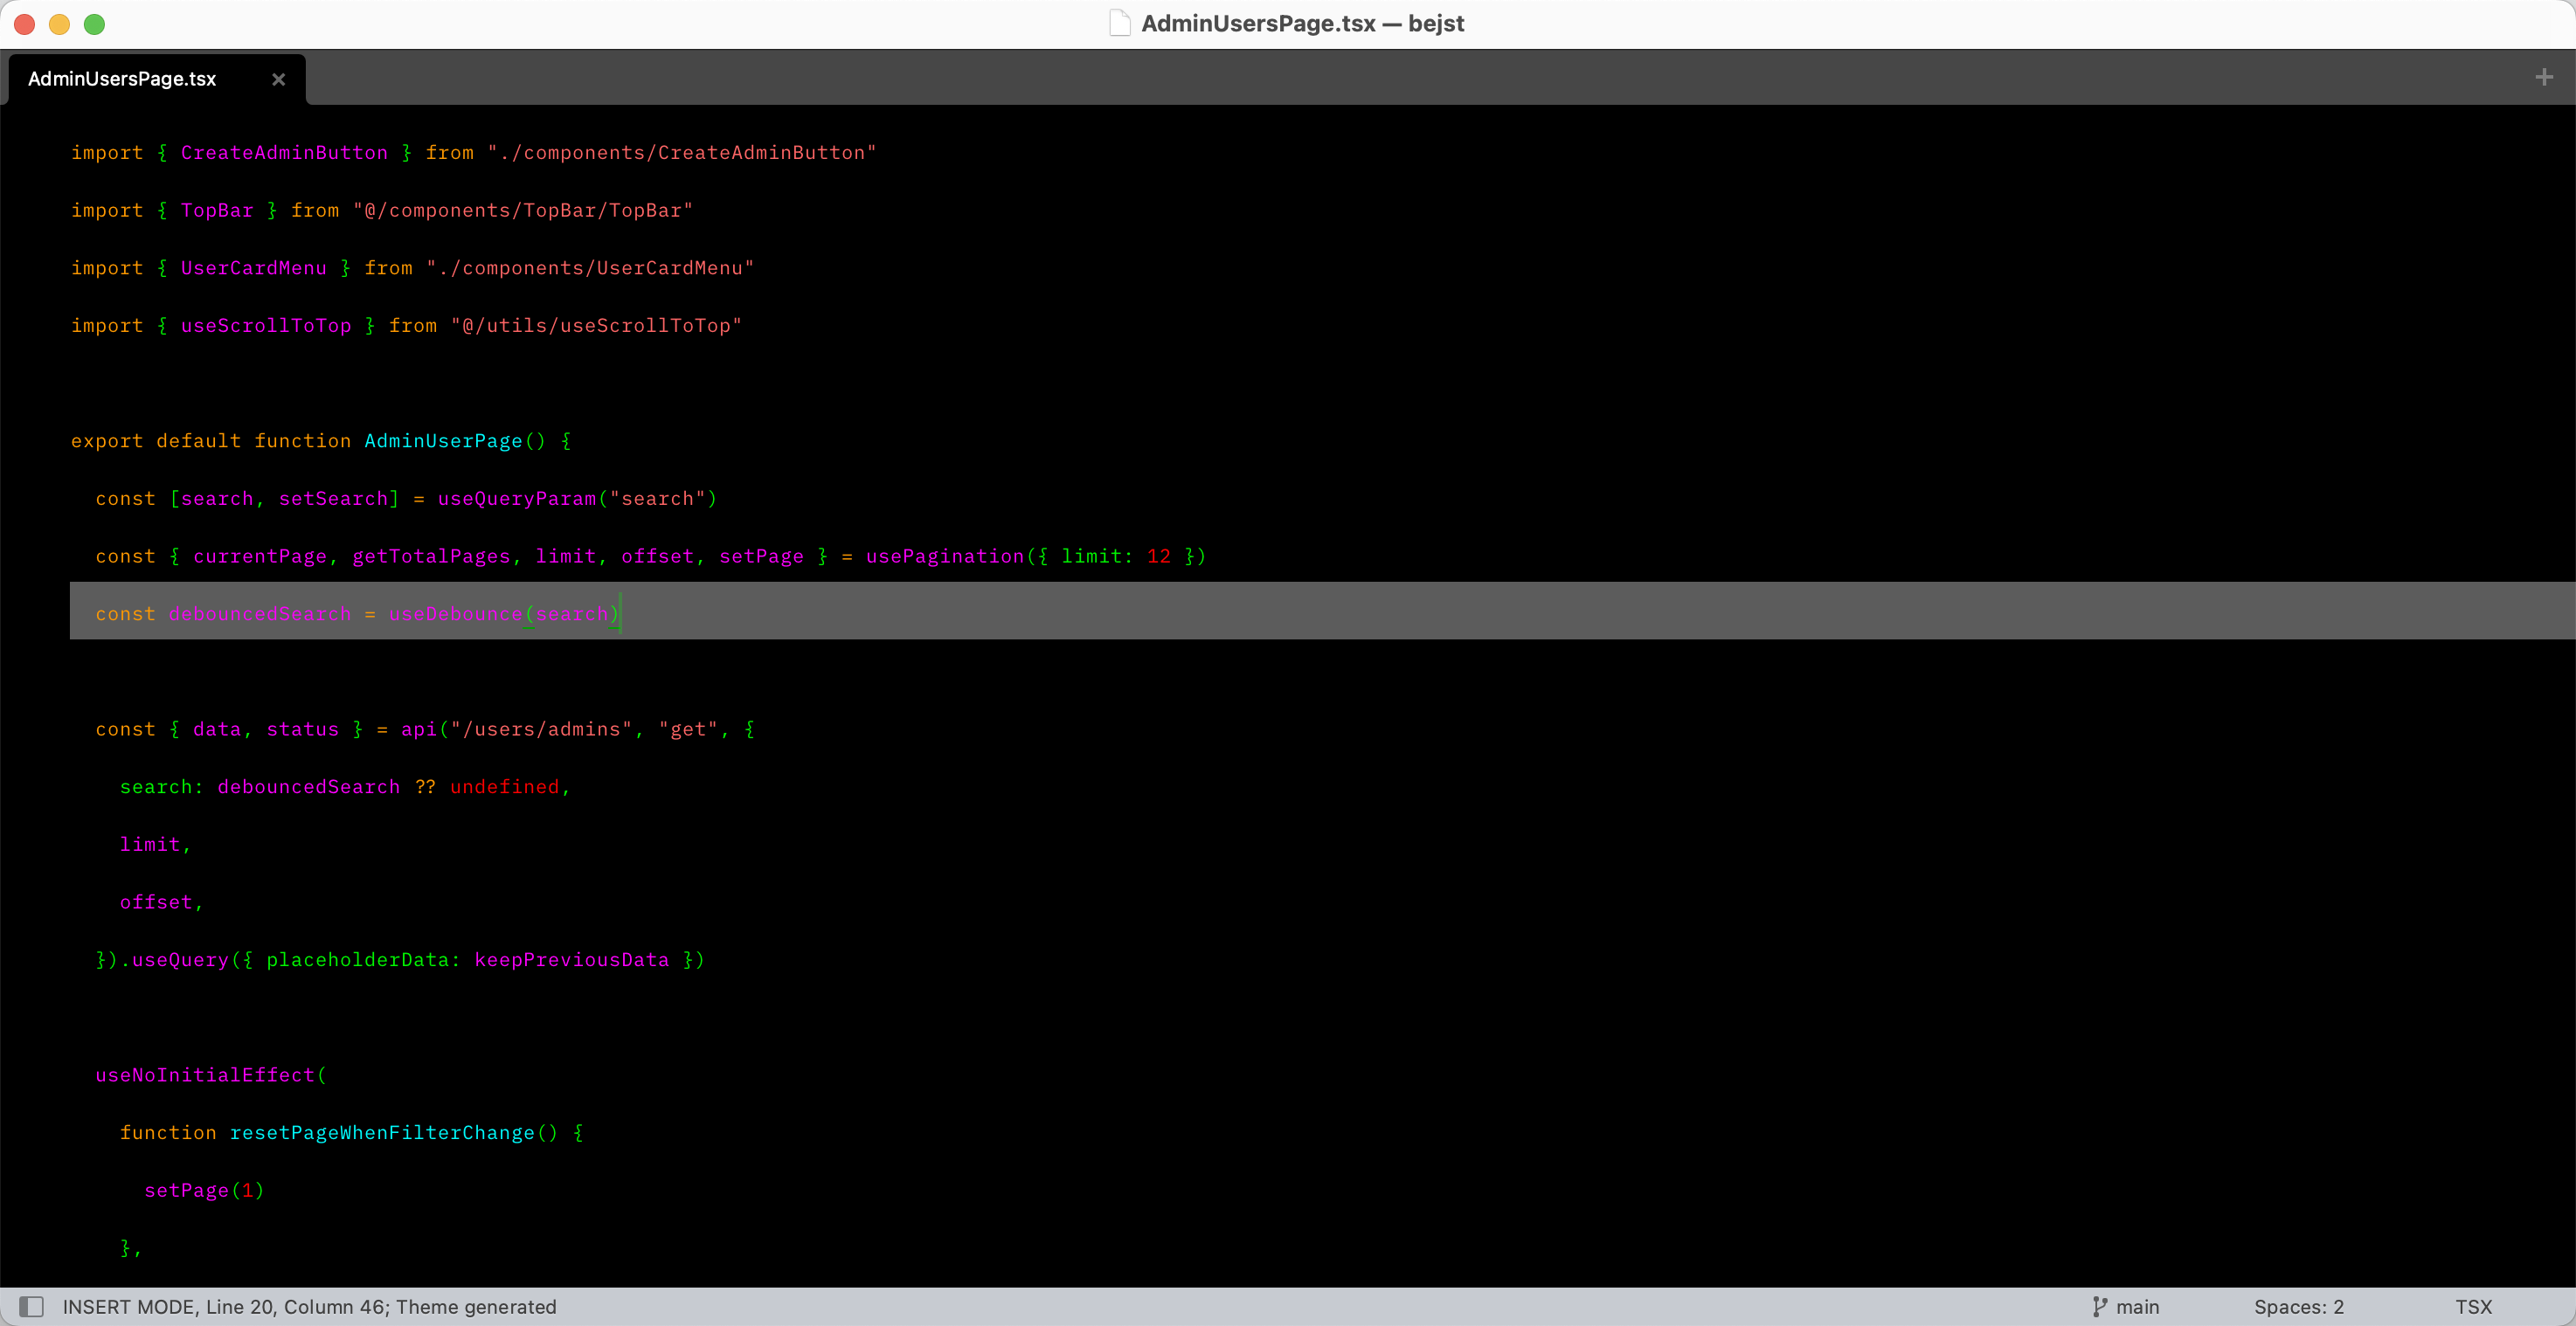 AdminUsersPage.tsx — bejst
AdminUsersPage.tsx
import { CreateAdminButton } from "./components/CreateAdminButton"
import { TopBar } from "@/components/TopBar/TopBar"
import { UserCardMenu } from "./components/UserCardMenu"
import { useScrollToTop } from "@/utils/useScrollToTop"
export default function AdminUserPage() {
const [search, setSearch] = useQueryParam("search")
const { currentPage, getTotalPages, limit, offset, setPage } = usePagination({ limit: 12 })
const debouncedSearch = useDebounce(search)
const { data, status } = api("/users/admins", "get", {
search: debouncedSearch ?? undefined,
limit,
offset,
}).useQuery({ placeholderData: keepPreviousData })
useNoInitialEffect(
function resetPageWhenFilterChange() {
setPage(1)
},
INSERT MODE, Line 20, Column 46; Theme generated
main
Spaces: 2
TSX